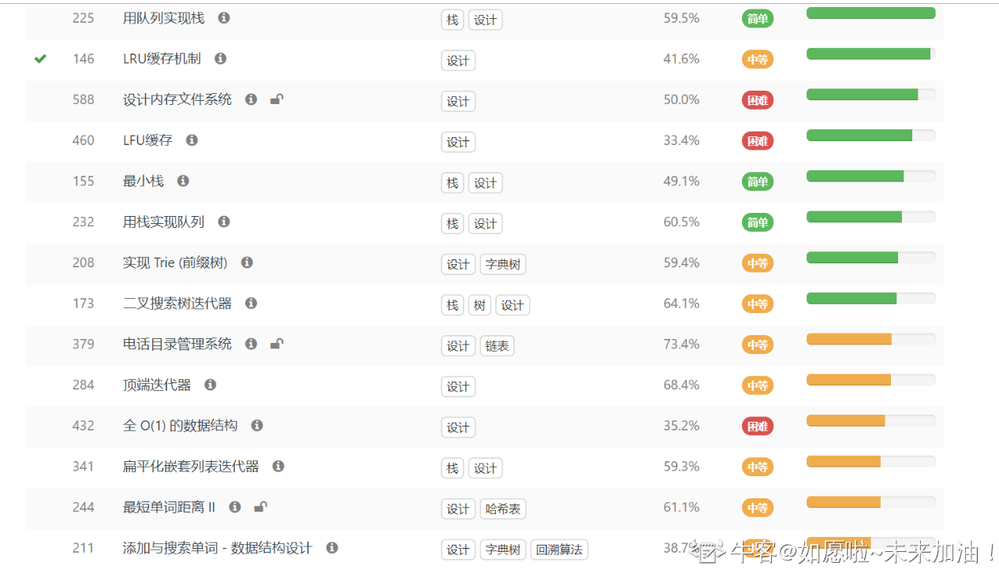 225 用队列实现栈 栈 设计 59.5% 简单
146 LRU缓存机制 设计 41.6% 中等
588 设计内存文件系统 设计 50.0% 困难
460 LFU缓存 设计 33.4% 困难
155 最小栈 栈 设计 49.1% 简单
232 用栈实现队列 栈 设计 60.5% 简单
208 实现 Trie (前缀树) 设计 字典树 59.4% 中等
173 二叉搜索树迭代器 栈 树 设计 64.1% 中等
379 电话目录管理系统 设计 链表 73.4% 中等
284 顶端迭代器 设计 68.4% 中等
432 全 O(1) 的数据结构 设计 35.2% 困难
341 扁平化嵌套列表迭代器 栈 设计 59.3% 中等
244 最短单词距离 II 设计 哈希表 61.1% 中等
211 添加与搜索单词 - 数据结构设计 设计 字典树 回溯算法 38.7% 中等
牛客@如愿啦~未来加油！